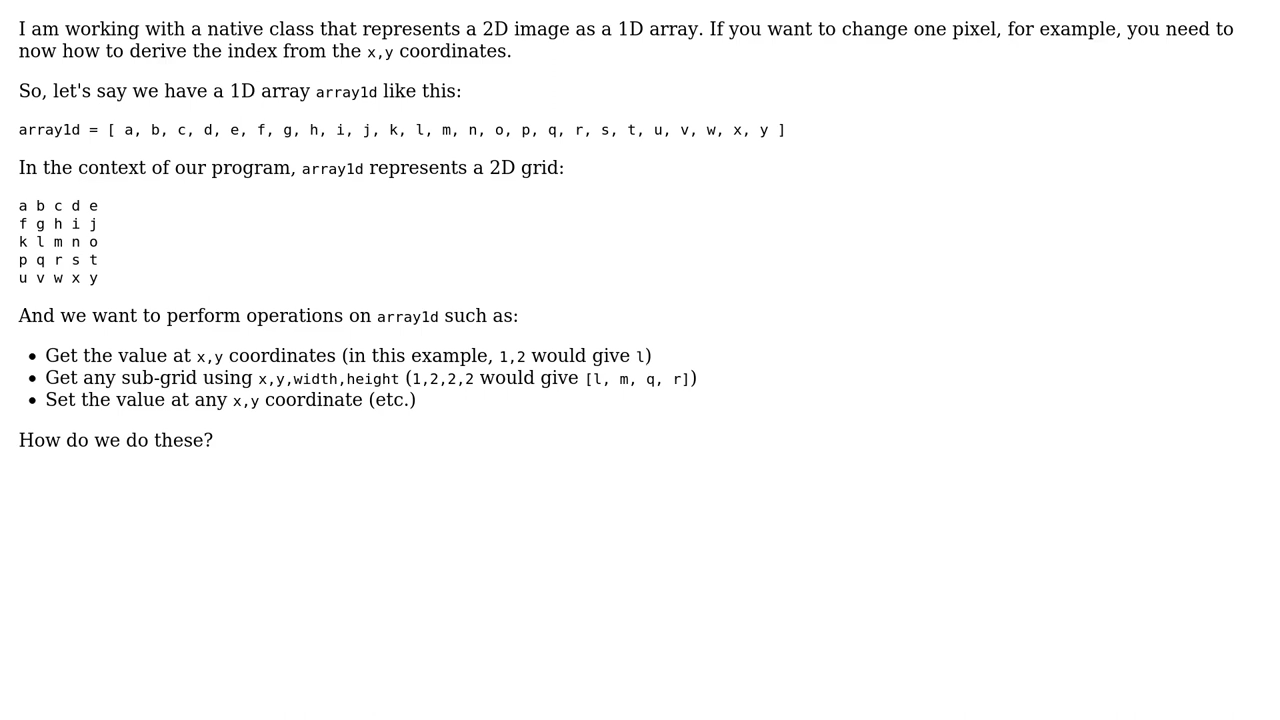 I am working with a native class that represents a 2D image as a 1D array. If you want to change one pixel, for example, you need to
now how to derive the index from the x,y coordinates.
So, let's say we have a 1D array array1d like this:
array1d = [ a, b, c, d, e, f, g, h, i, j, k, l, m, n, o, p, q, r, s, t, u, v, w, x, y ]
In the context of our program, array1d represents a 2D grid:
a b c d e
f g h i j
k l m n o
p q r s t
u v w x y
And we want to perform operations on array1d such as:
• Get the value at x,y coordinates (in this example, 1,2 would give l)
• Get any sub-grid using x,y,width,height (1,2,2,2 would give [l, m, q, r])
• Set the value at any x,y coordinate (etc.)
How do we do these?